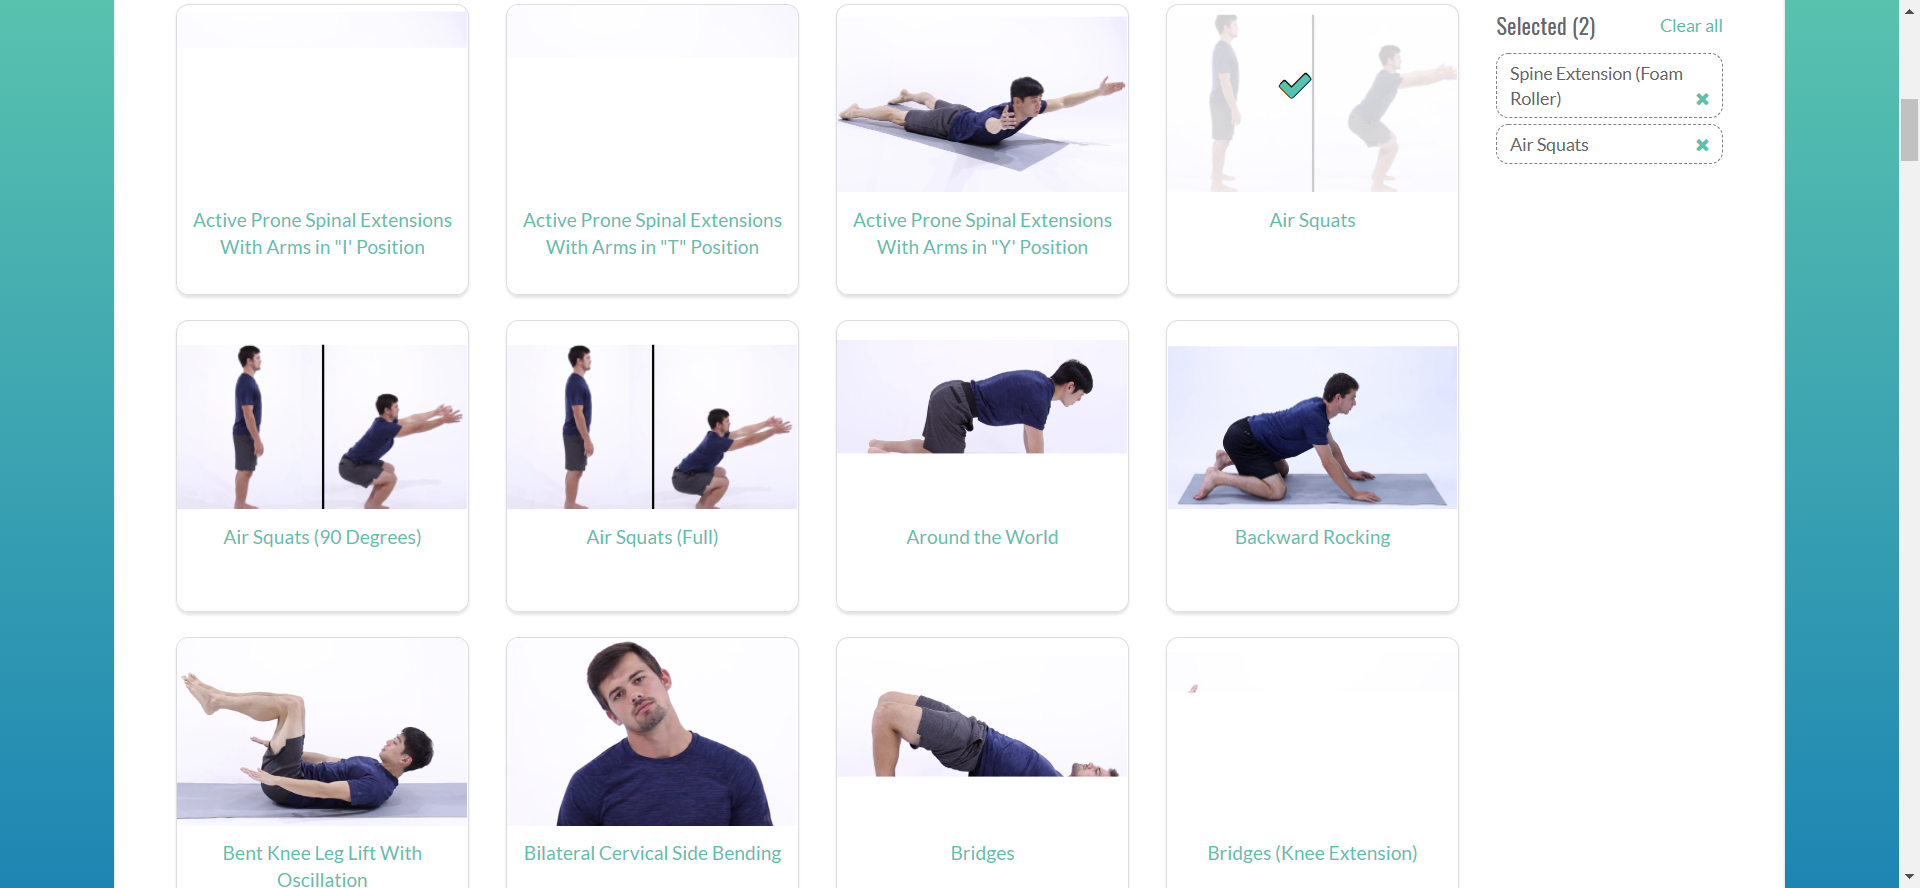 Selected (2)
Clear all
Spine Extension (Foam
Roller)
Air Squats
Active Prone Spinal Extensions
With Arms in "I' Position
Active Prone Spinal Extensions
With Arms in "T" Position
Active Prone Spinal Extensions
With Arms in "Y' Position
Air Squats
Air Squats (90 Degrees)
Air Squats (Full)
Around the World
Backward Rocking
Bent Knee Leg Lift With
Oscillation
Bilateral Cervical Side Bending
Bridges
Bridges (Knee Extension)